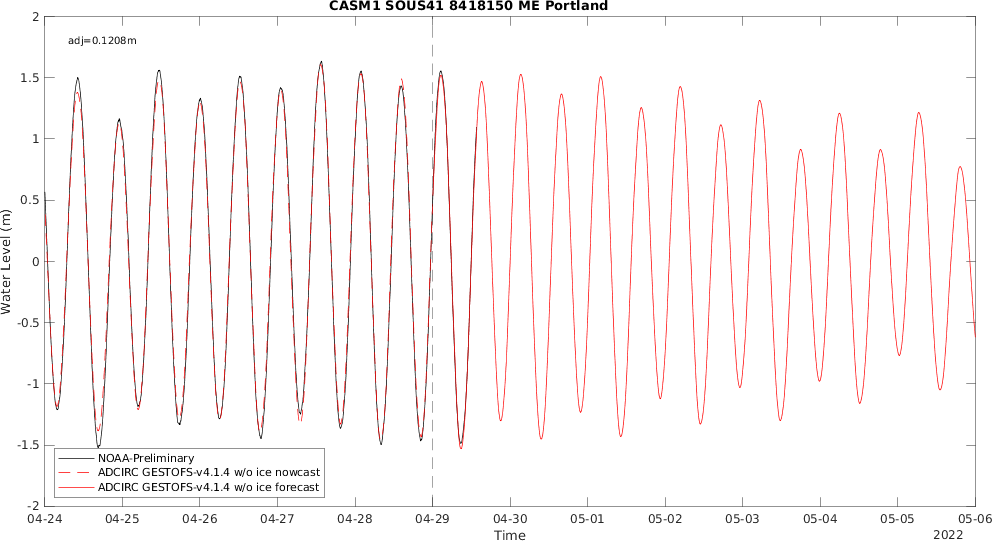 CASM1 SOUS41 8418150 ME Portland
adj=0.1208m
2
1.5
1
0.5
0
-0.5
-1
-1.5
-2
Water Level (m)
NOAA-Preliminary
ADCIRC GESTOFS-v4.1.4 w/o ice nowcast
ADCIRC GESTOFS-v4.1.4 w/o ice forecast
04-24 04-25 04-26 04-27 04-28 04-29 04-30 05-01 05-02 05-03 05-04 05-05 05-06
Time
2022